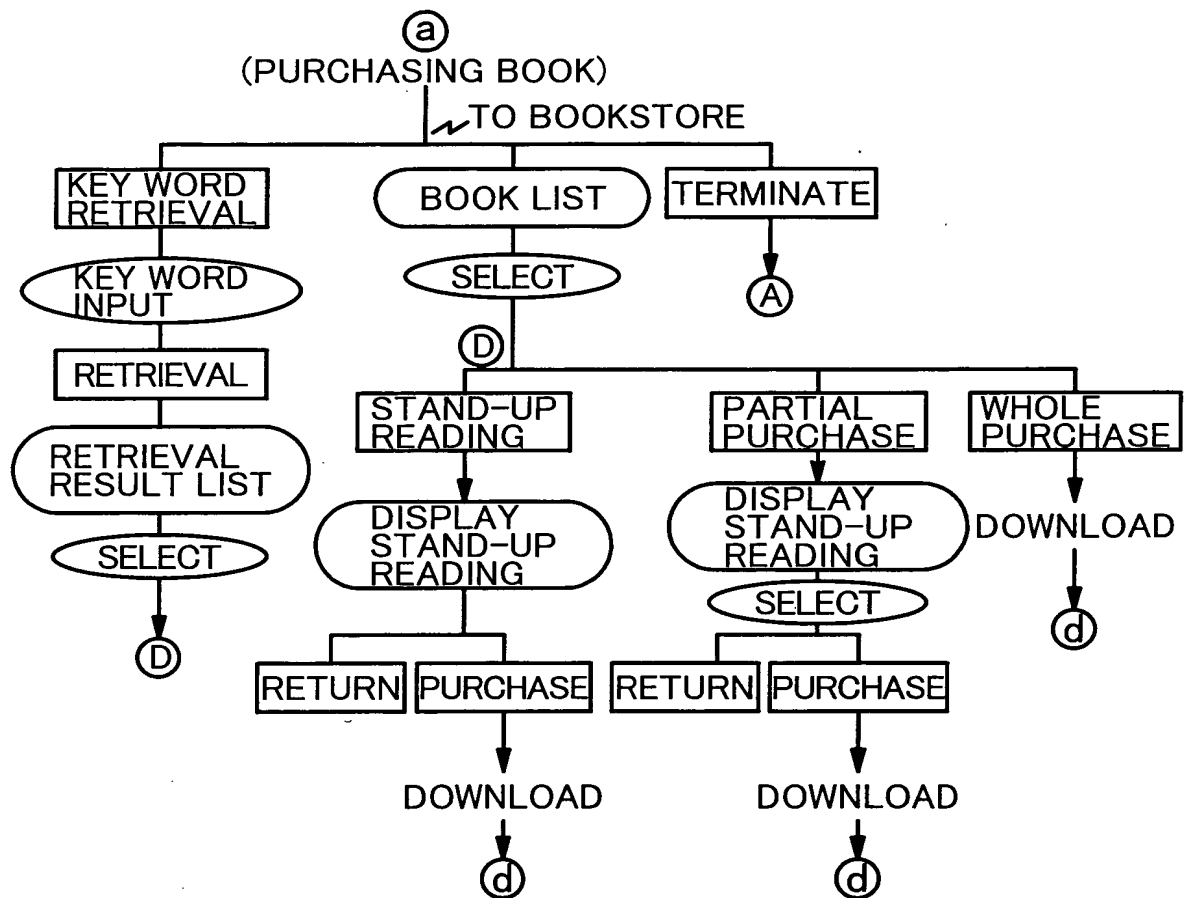 a
(PURCHASING BOOK)
TO BOOKSTORE
KEY WORD
RETRIEVAL
BOOK LIST
TERMINATE
KEY WORD
INPUT
SELECT
A
RETRIEVAL
D
STAND-UP
READING
PARTIAL
PURCHASE
WHOLE
PURCHASE
RETRIEVAL
RESULT LIST
DISPLAY
STAND-UP
READING
DISPLAY
STAND-UP
READING
DOWNLOAD
SELECT
SELECT
d
D
RETURN
PURCHASE
RETURN
PURCHASE
DOWNLOAD
DOWNLOAD
d
d